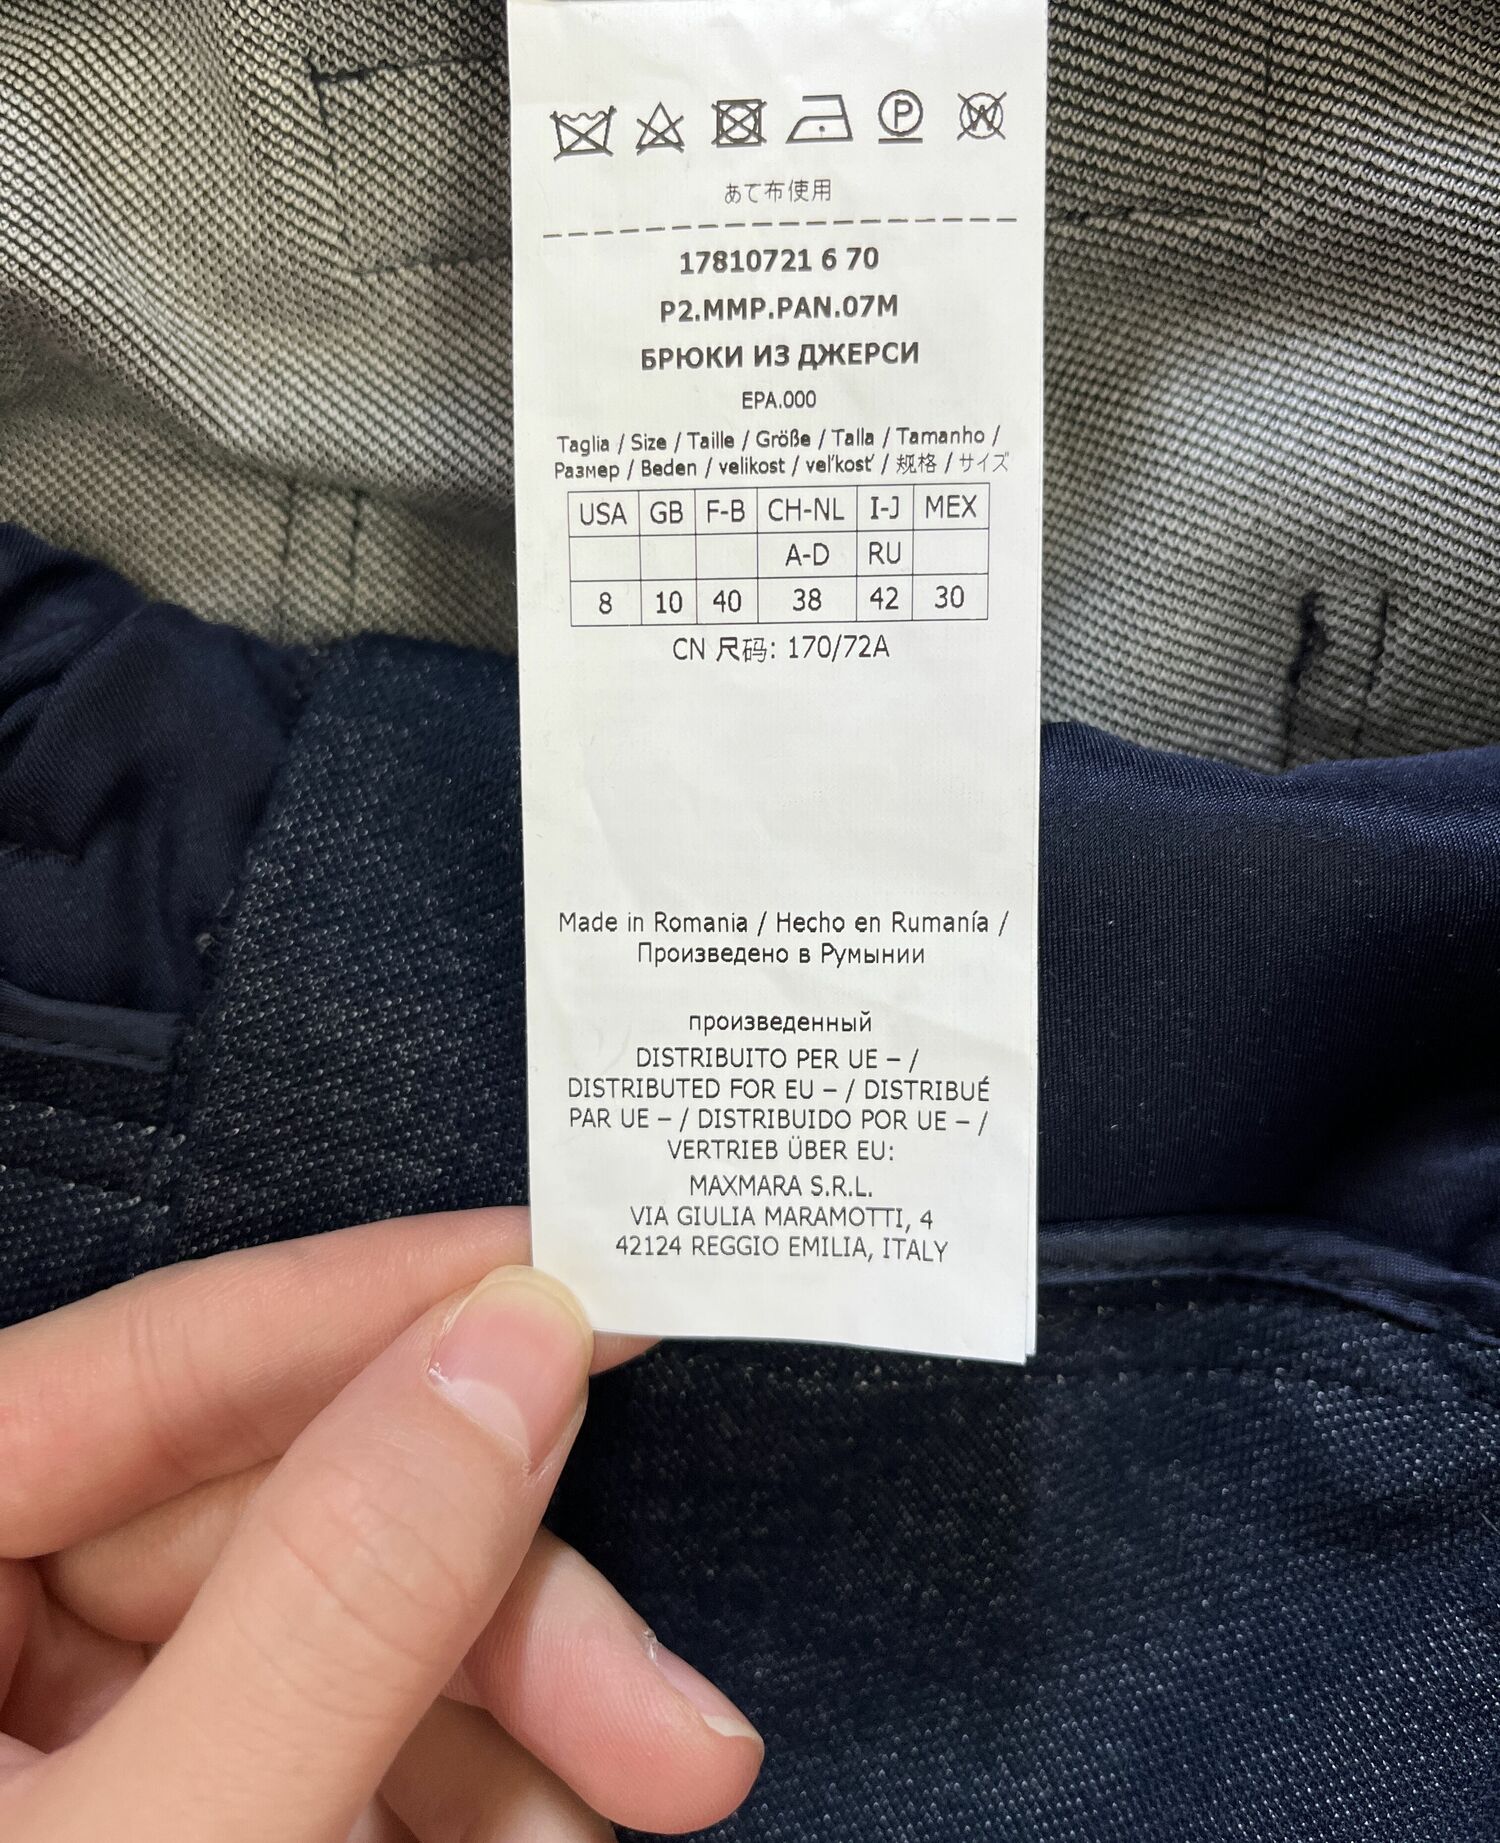 P W
あて布使用
17810721 6 70
P2.MMP.PAN.07M
БРЮКИ ИЗ ДЖЕРСИ
EPA.000
Taglia / Size / Taille / Größe / Talla / Tamanho /
Размер / Beden / velikost / veľkosť / 规格 / サイズ
USA GB F-B CH-NL I-J MEX
A-D RU
8 10 40 38 42 30
CN 尺码: 170/72A
Made in Romania / Hecho en Rumanía /
Произведено в Румынии
произведенный
DISTRIBUITO PER UE – /
DISTRIBUTED FOR EU – / DISTRIBUÉ
PAR UE – / DISTRIBUIDO POR UE – /
VERTRIEB ÜBER EU:
MAXMARA S.R.L.
VIA GIULIA MARAMOTTI, 4
42124 REGGIO EMILIA, ITALY